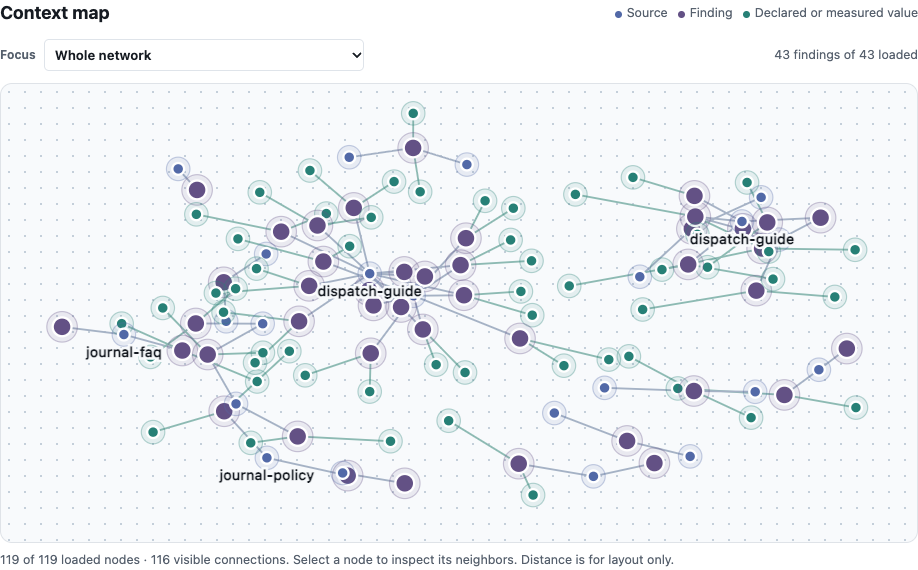 Context map
Source Finding Declared or measured value
Focus Whole network 43 findings of 43 loaded
dispatch-guide
dispatch-guide
journal-faq
journal-policy
119 of 119 loaded nodes · 116 visible connections. Select a node to inspect its neighbors. Distance is for layout only.